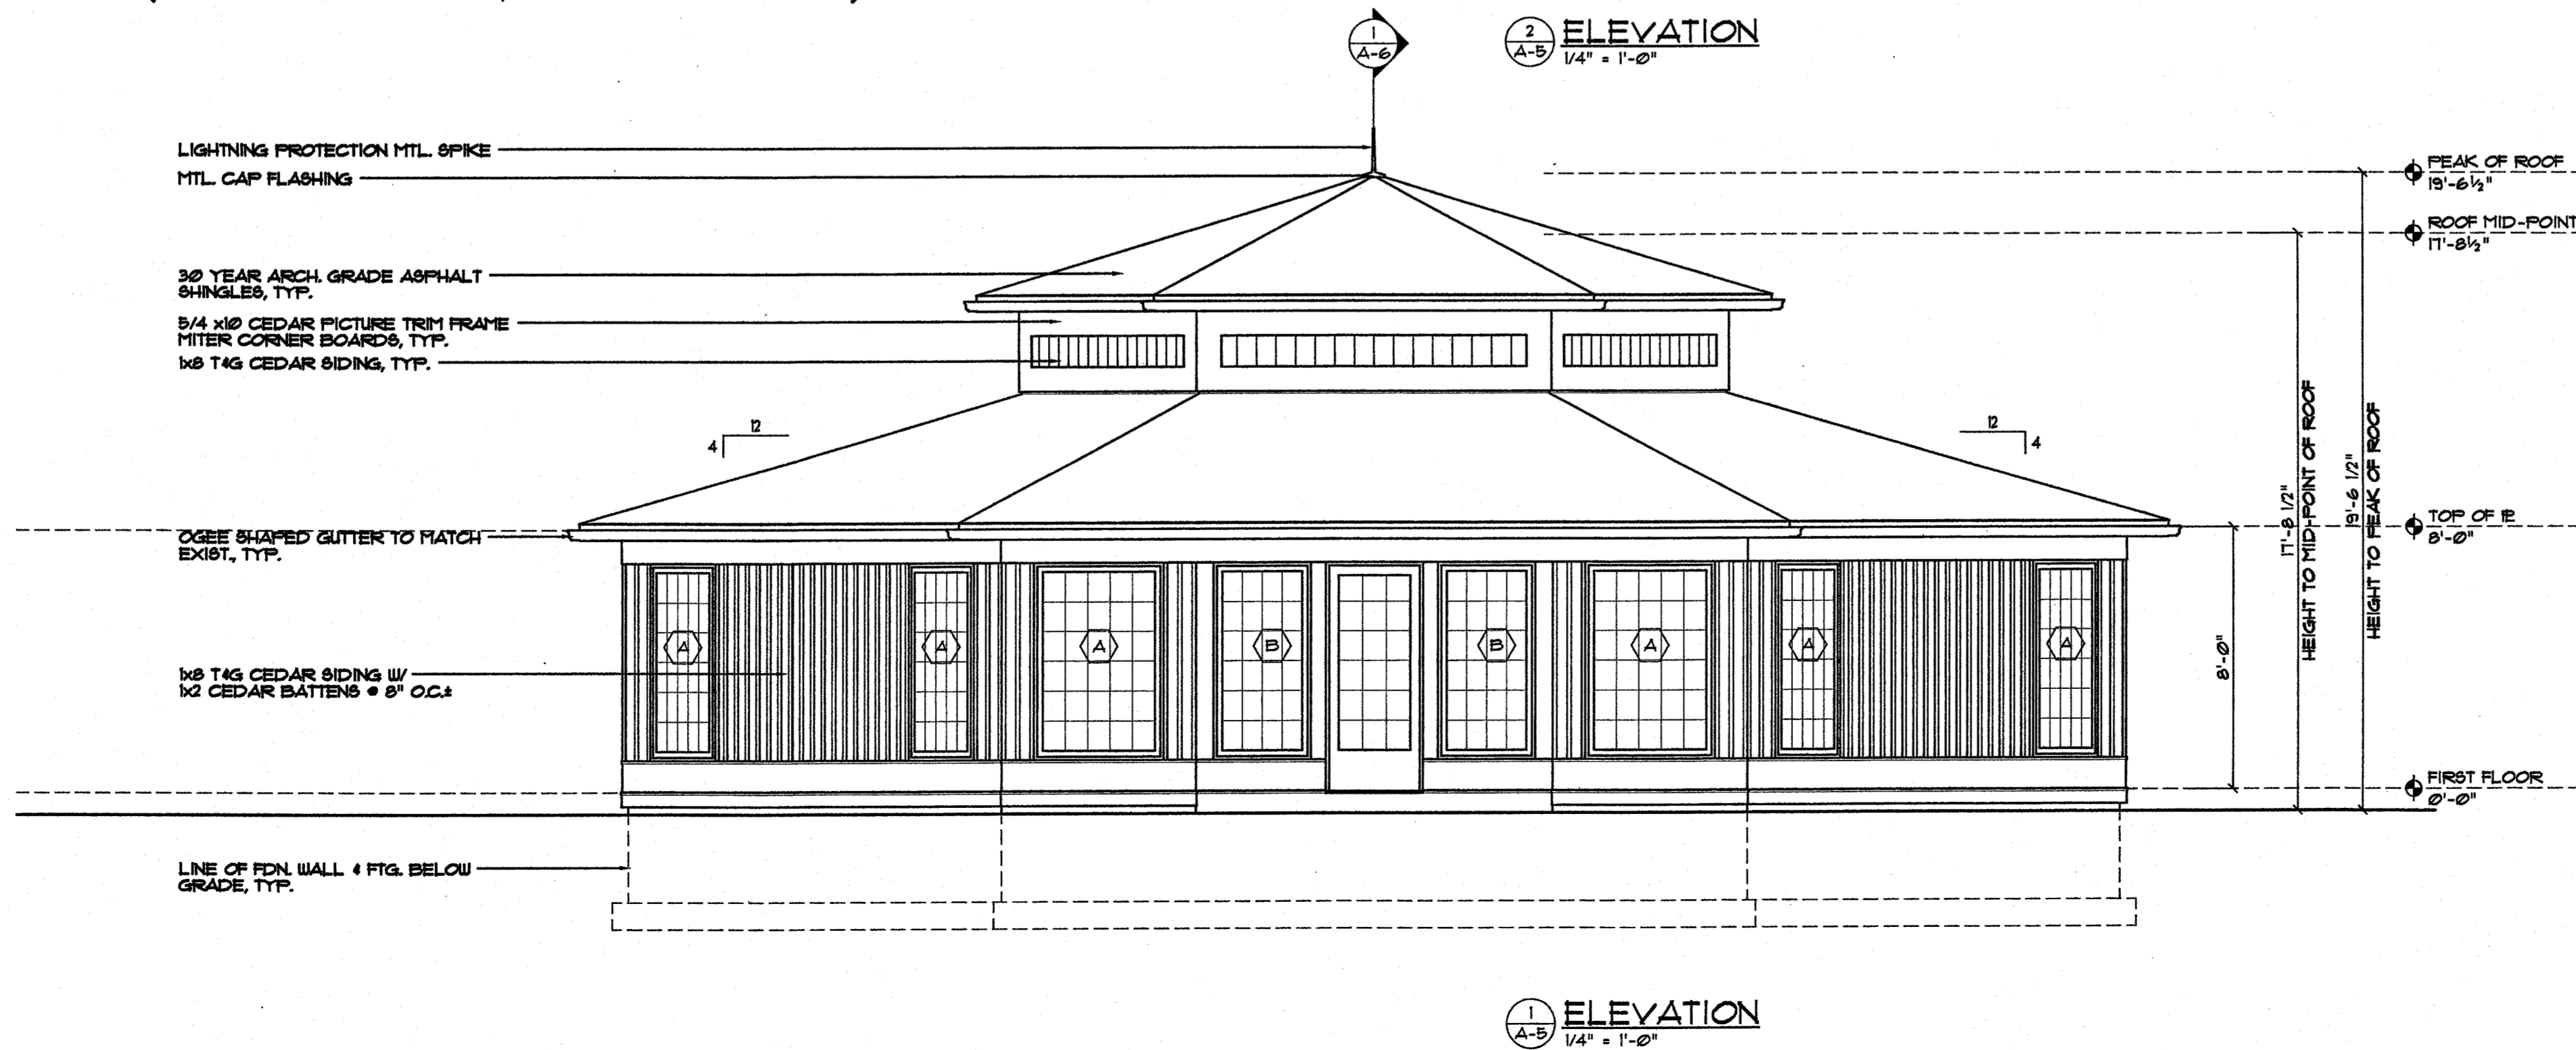 1
A-6
2
A-5
ELEVATION
1/4" = 1'-0"
LIGHTNING PROTECTION MTL. SPIKE
MTL. CAP FLASHING
PEAK OF ROOF
19'-6½"
ROOF MID-POINT
17'-8½"
30 YEAR ARCH. GRADE ASPHALT
SHINGLES, TYP.
5/4 x10 CEDAR PICTURE TRIM FRAME
MITER CORNER BOARDS, TYP.
1x8 T&G CEDAR SIDING, TYP.
12
4
12
4
17'-8 1/2"
HEIGHT TO MID-POINT OF ROOF
19'-6 1/2"
HEIGHT TO PEAK OF ROOF
OGEE SHAPED GUTTER TO MATCH
EXIST., TYP.
TOP OF PL
8'-0"
A
A
A
B
B
A
A
A
8'-0"
1x8 T&G CEDAR SIDING W/
1x2 CEDAR BATTENS @ 8" O.C.±
FIRST FLOOR
0'-0"
LINE OF FDN. WALL & FTG. BELOW
GRADE, TYP.
1
A-5
ELEVATION
1/4" = 1'-0"